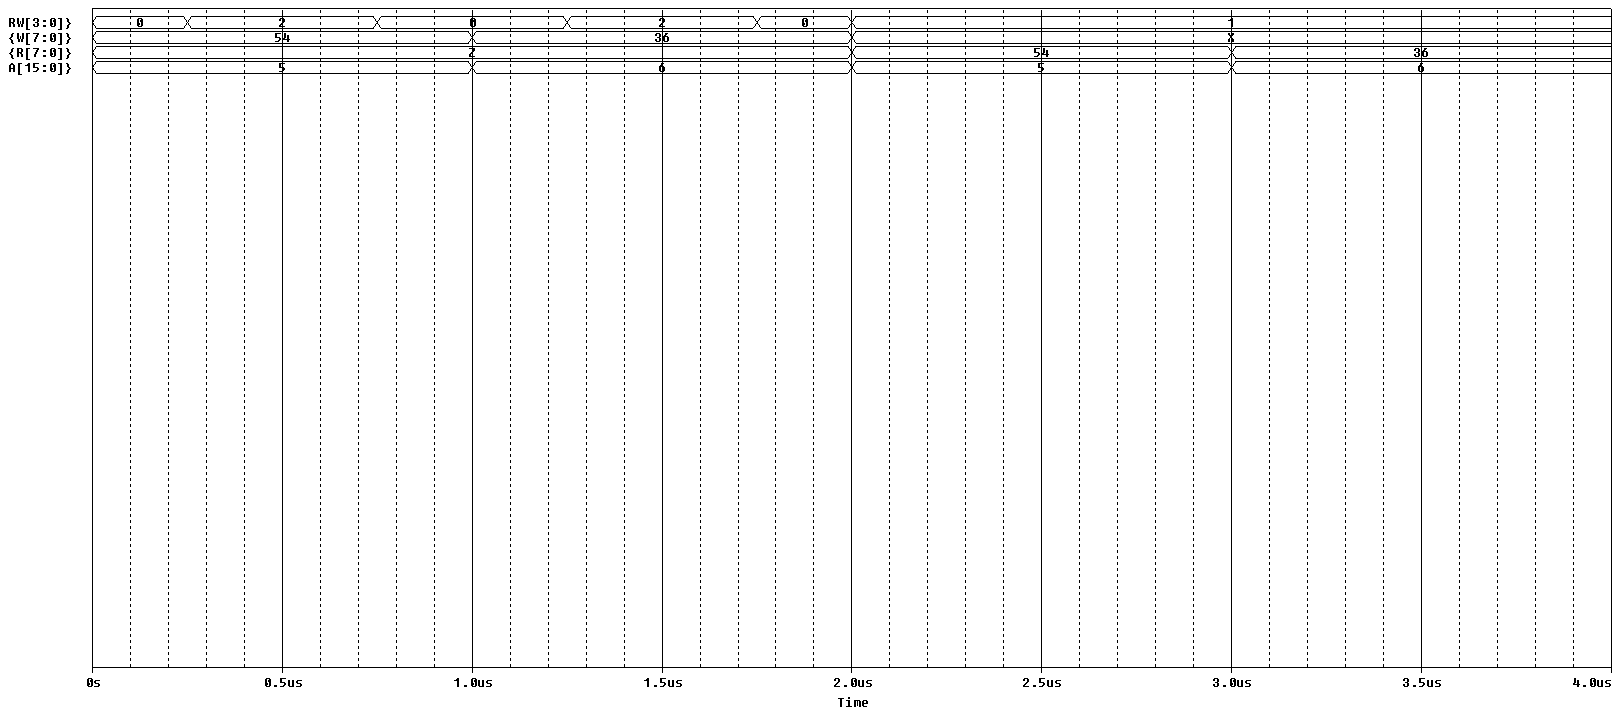 RW[3:0]} 0 2 0 2 0 1
{W[7:0]} 54 36 X
{R[7:0]} Z 54 36
A[15:0]} 5 6 5 6
0s 0.5us 1.0us 1.5us 2.0us 2.5us 3.0us 3.5us 4.0us
Time